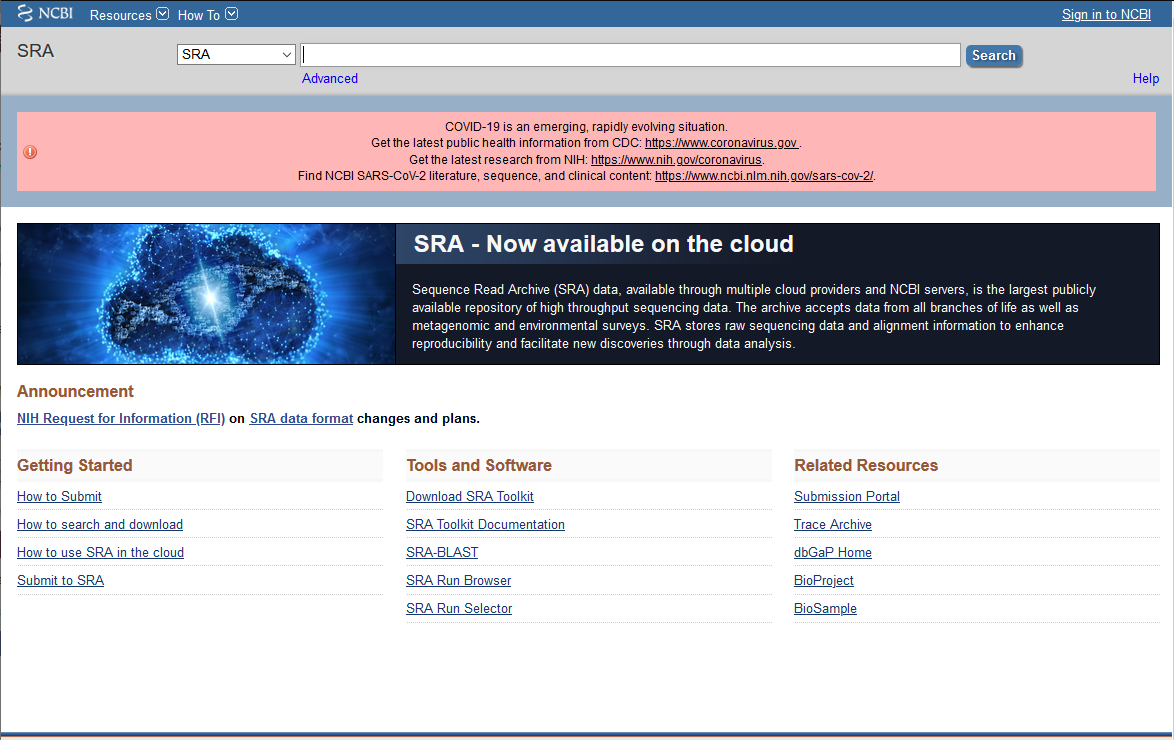 NCBI Resources How To Sign in to NCBI
SRA SRA Search
Advanced Help
COVID-19 is an emerging, rapidly evolving situation.
Get the latest public health information from CDC: https://www.coronavirus.gov .
Get the latest research from NIH: https://www.nih.gov/coronavirus.
Find NCBI SARS-CoV-2 literature, sequence, and clinical content: https://www.ncbi.nlm.nih.gov/sars-cov-2/.
SRA - Now available on the cloud
Sequence Read Archive (SRA) data, available through multiple cloud providers and NCBI servers, is the largest publicly
available repository of high throughput sequencing data. The archive accepts data from all branches of life as well as
metagenomic and environmental surveys. SRA stores raw sequencing data and alignment information to enhance
reproducibility and facilitate new discoveries through data analysis.
Announcement
NIH Request for Information (RFI) on SRA data format changes and plans.
Getting Started
How to Submit
How to search and download
How to use SRA in the cloud
Submit to SRA
Tools and Software
Download SRA Toolkit
SRA Toolkit Documentation
SRA-BLAST
SRA Run Browser
SRA Run Selector
Related Resources
Submission Portal
Trace Archive
dbGaP Home
BioProject
BioSample